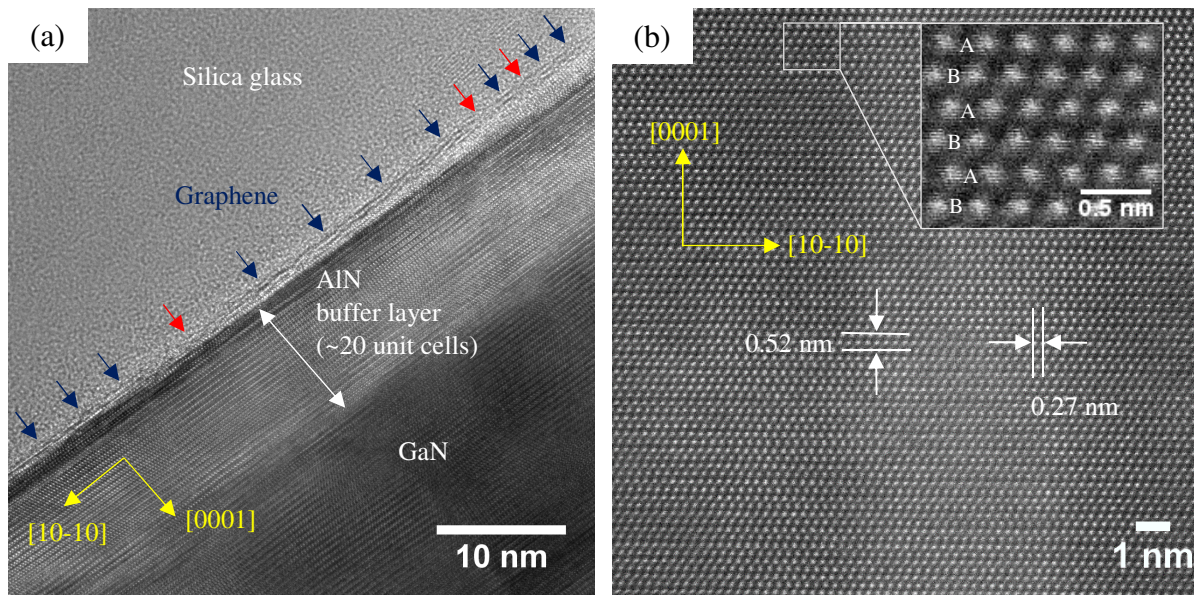 (a)
Silica glass
Graphene
AlN
buffer layer
(~20 unit cells)
GaN
[10-10]
[0001]
10 nm
(b)
A
B
A
B
A
B
0.5 nm
[0001]
[10-10]
0.52 nm
0.27 nm
1 nm